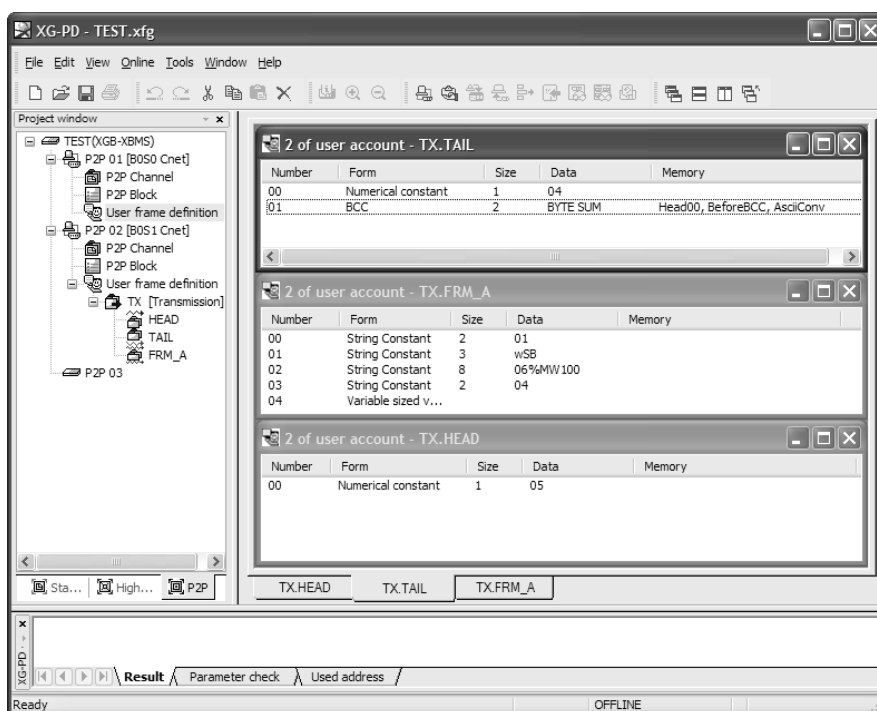 XG-PD - TEST.xfg
File Edit View Online Tools Window Help
Project window
TEST(XGB-XBMS)
P2P 01 [B0S0 Cnet]
P2P Channel
P2P Block
User frame definition
P2P 02 [B0S1 Cnet]
P2P Channel
P2P Block
User frame definition
TX [Transmission]
HEAD
TAIL
FRM_A
P2P 03
Sta... High... P2P
2 of user account - TX.TAIL
Number Form Size Data Memory
00 Numerical constant 1 04
01 BCC 2 BYTE SUM Head00, BeforeBCC, AsciiConv
2 of user account - TX.FRM_A
Number Form Size Data Memory
00 String Constant 2 01
01 String Constant 3 wSB
02 String Constant 8 06%MW100
03 String Constant 2 04
04 Variable sized v...
2 of user account - TX.HEAD
Number Form Size Data Memory
00 Numerical constant 1 05
TX.HEAD TX.TAIL TX.FRM_A
XG-PD
Result Parameter check Used address
Ready OFFLINE